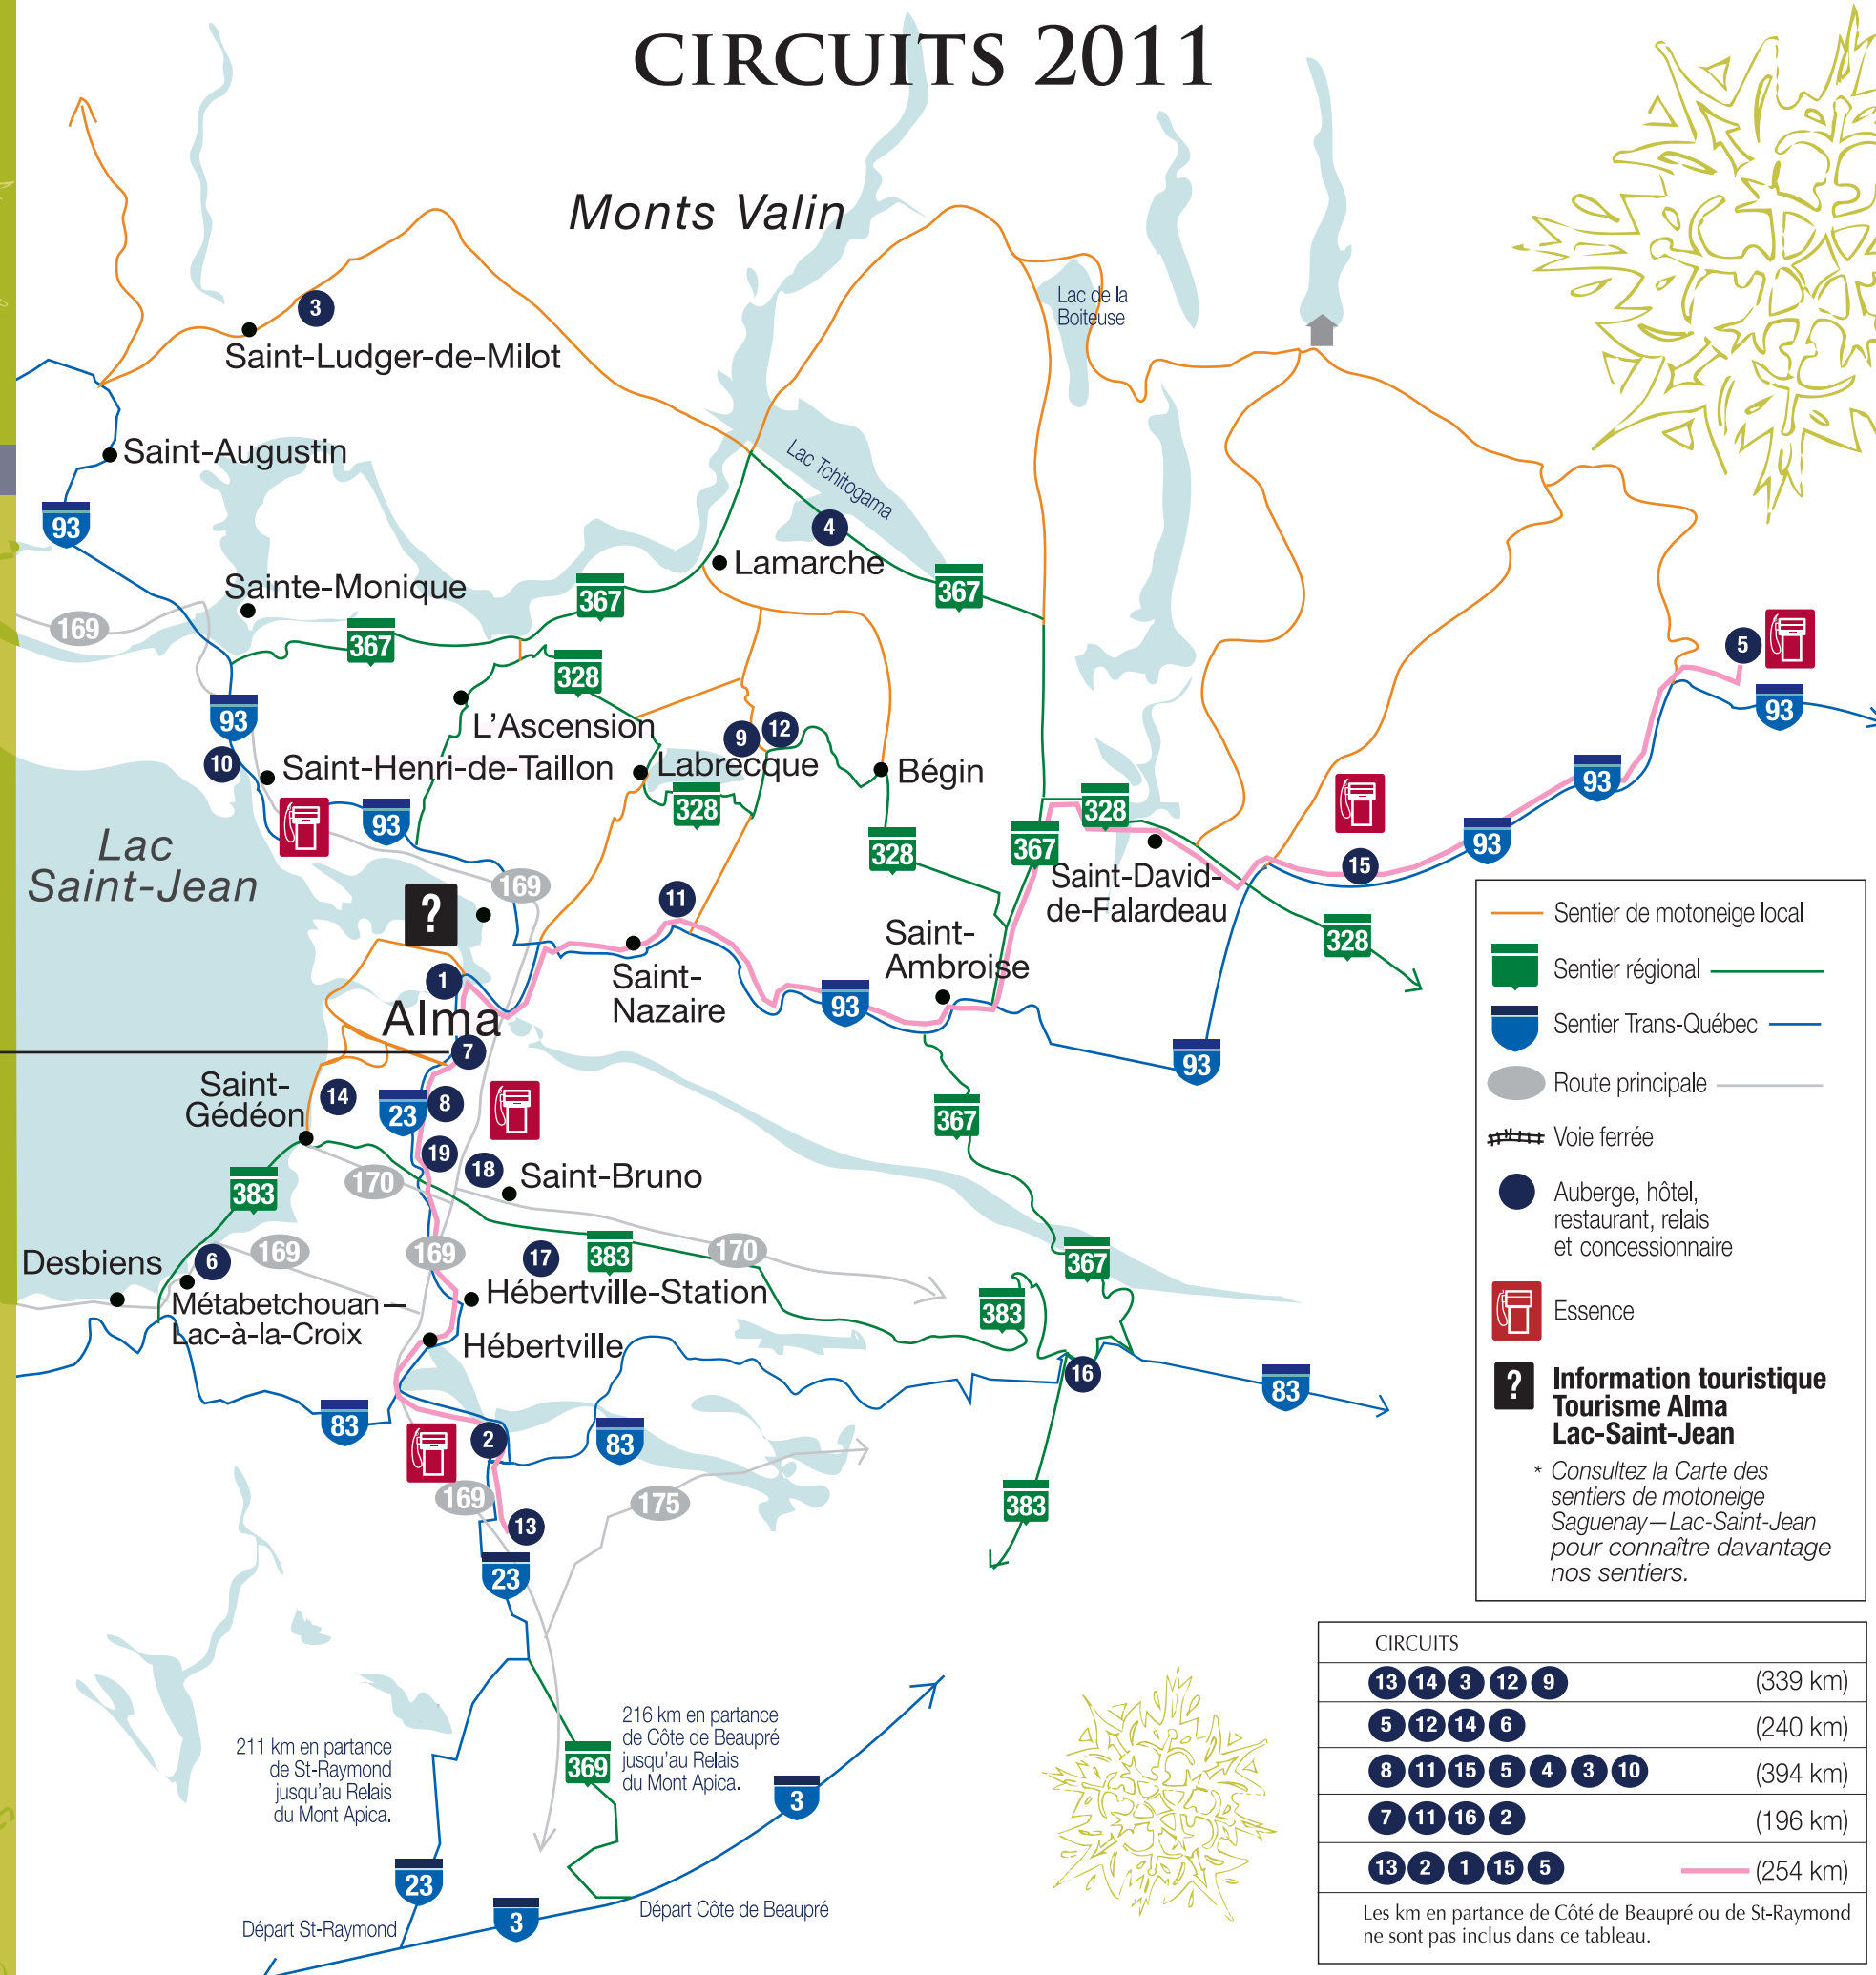 CIRCUITS 2011
Monts Valin
Lac de la
Boiteuse
3
Saint-Ludger-de-Milot
Saint-Augustin
Lac Tchitogama
93
4
Lamarche
Sainte-Monique
367
367
169
367
5
328
93
93
L'Ascension
9
12
10
Saint-Henri-de-Taillon
Labrecque
Bégin
93
328
328
93
93
367
328
15
Lac
Saint-Jean
169
Saint-David-
de-Falardeau
?
11
328
Saint-
Ambroise
1
Saint-
Nazaire
93
Alma
7
93
Saint-
Gédéon
14
23
8
367
19
18
Saint-Bruno
383
170
Desbiens
6
169
169
17
383
170
367
Hébertville-Station
383
Métabetchouan—
Lac-à-la-Croix
Hébertville
16
83
83
2
83
169
175
383
13
23
216 km en partance
de Côte de Beaupré
jusqu'au Relais
du Mont Apica.
211 km en partance
de St-Raymond
jusqu'au Relais
du Mont Apica.
369
3
23
3
Départ Côte de Beaupré
Départ St-Raymond
Sentier de motoneige local
Sentier régional
Sentier Trans-Québec
Route principale
Voie ferrée
Auberge, hôtel,
restaurant, relais
et concessionnaire
Essence
? Information touristique
Tourisme Alma
Lac-Saint-Jean
* Consultez la Carte des
sentiers de motoneige
Saguenay—Lac-Saint-Jean
pour connaître davantage
nos sentiers.
CIRCUITS
13 14 3 12 9 (339 km)
5 12 14 6 (240 km)
8 11 15 5 4 3 10 (394 km)
7 11 16 2 (196 km)
13 2 1 15 5 (254 km)
Les km en partance de Côté de Beaupré ou de St-Raymond
ne sont pas inclus dans ce tableau.